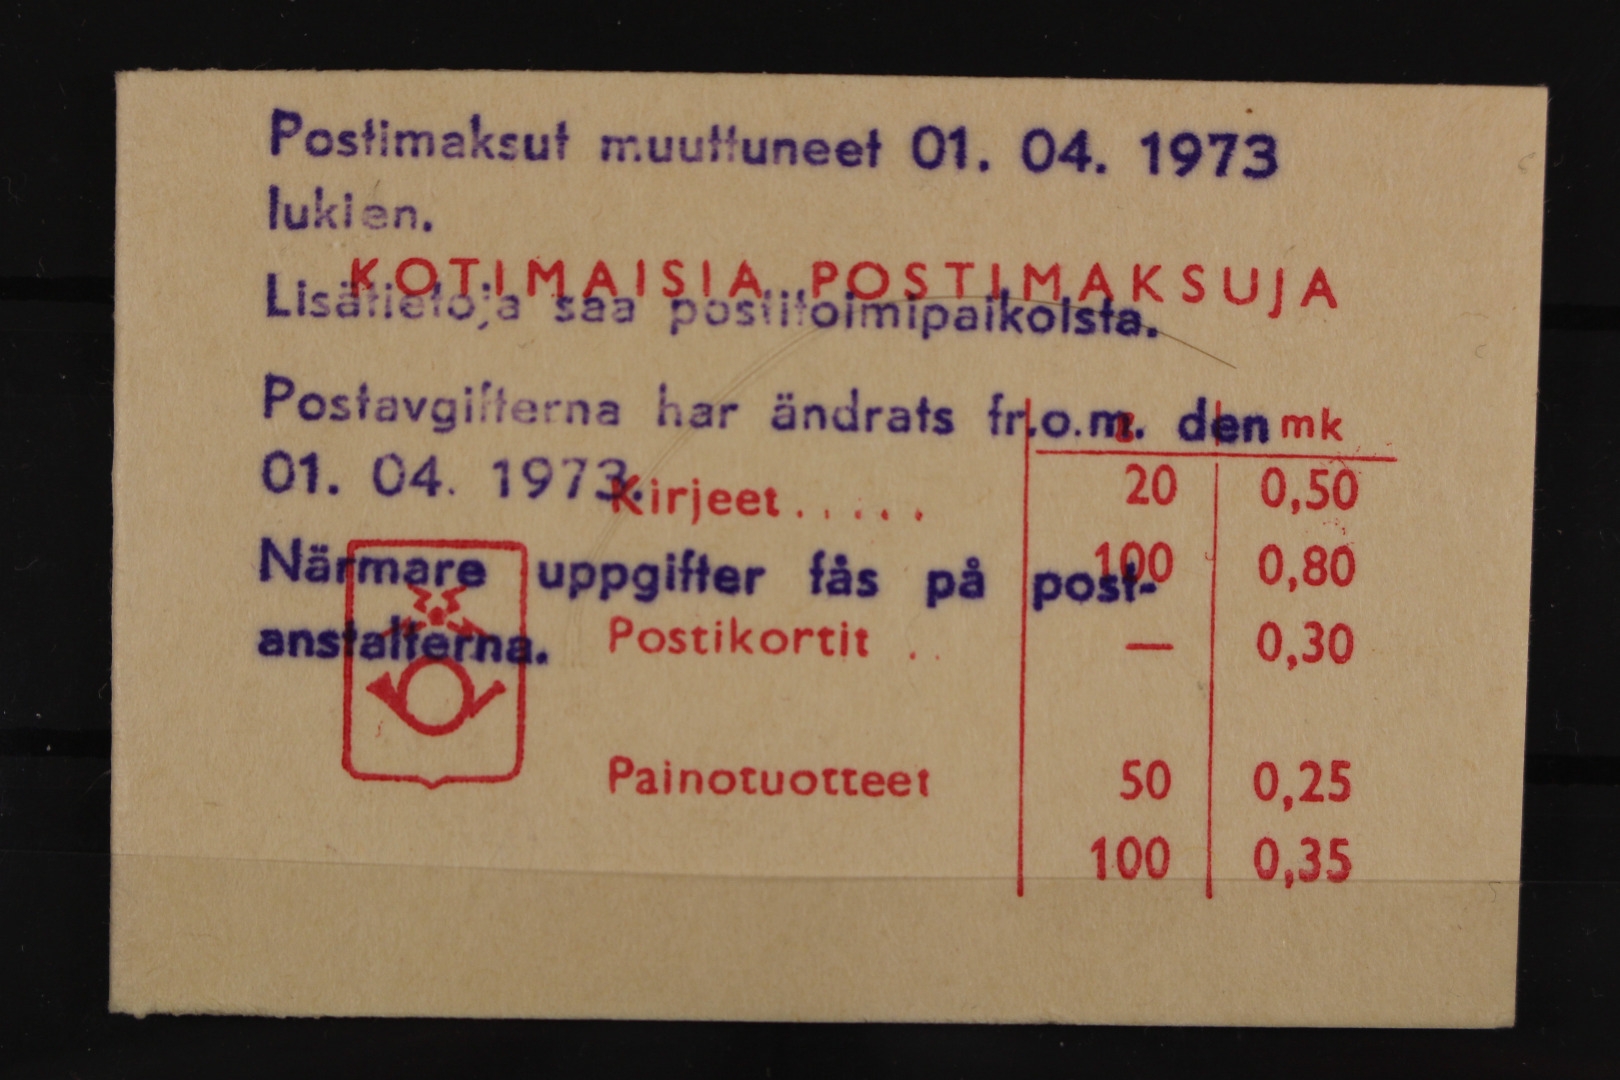 Postimaksut muuttuneet 01. 04. 1973
lukien.
KOTIMAISIA POSTIMAKSUJA
Lisätietoja saa postitoimipaikoista.
Postavgifterna har ändrats fr.o.m. den
01. 04. 1973.
mk
Kirjeet ..... 20 0,50
100 0,80
Närmare uppgifter fås på post-
anstalterna.
Postikortit .. — 0,30
Painotuotteet 50 0,25
100 0,35